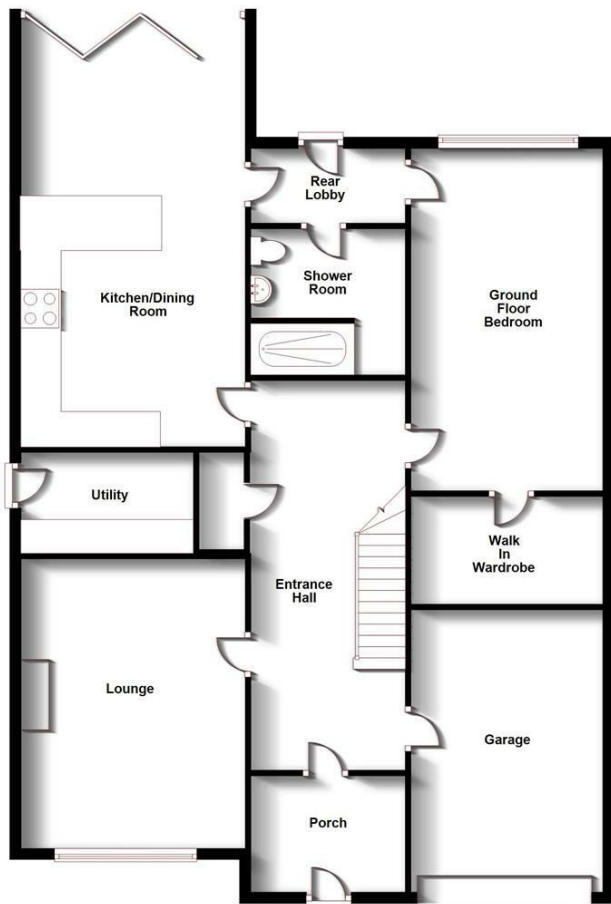 Rear
Lobby
Shower
Room
Kitchen/Dining
Room
Ground
Floor
Bedroom
Utility
Walk
In
Wardrobe
Entrance
Hall
Lounge
Garage
Porch